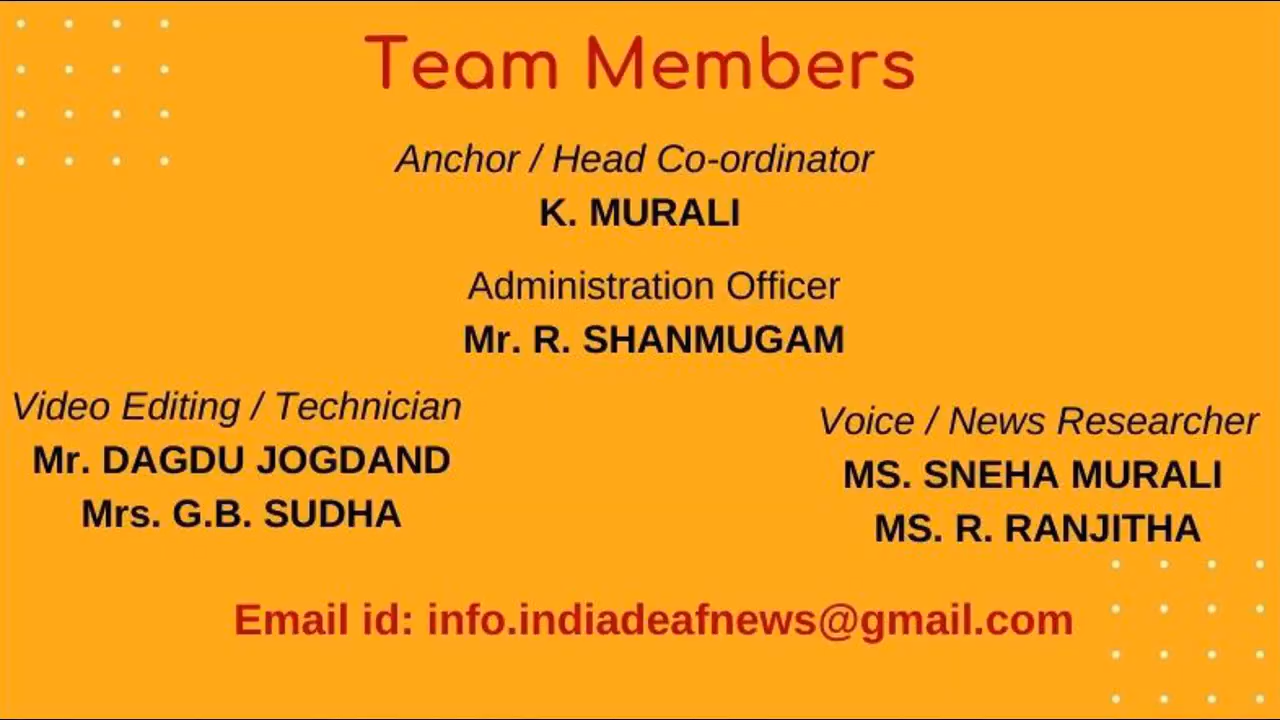 Team Members
Anchor / Head Co-ordinator
K. MURALI
Administration Officer
Mr. R. SHANMUGAM
Video Editing / Technician
Mr. DAGDU JOGDAND
Mrs. G.B. SUDHA
Voice / News Researcher
MS. SNEHA MURALI
MS. R. RANJITHA
Email id: info.indiadeafnews@gmail.com